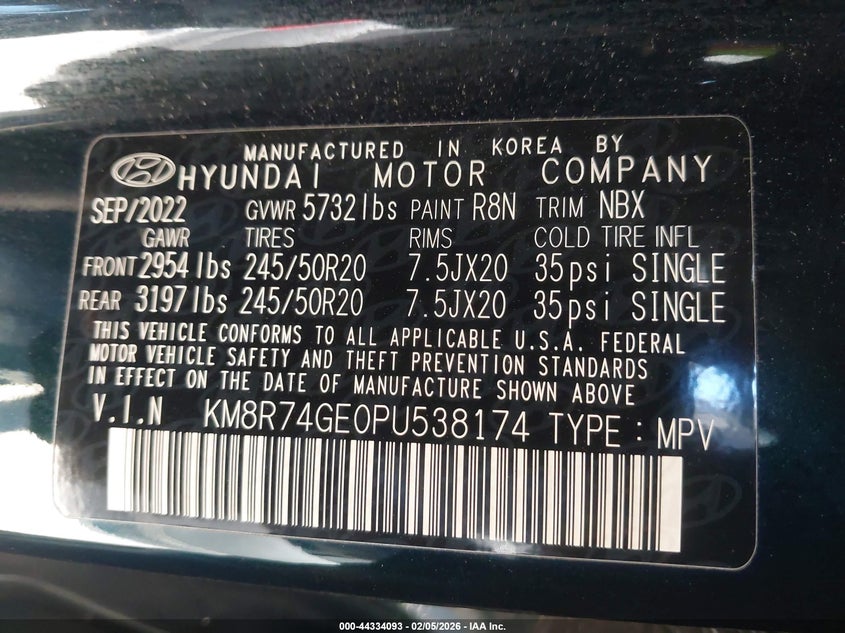 MANUFACTURED IN KOREA BY
HYUNDAI MOTOR COMPANY
SEP/2022 GVWR 5732lbs PAINT R8N TRIM NBX
GAWR TIRES RIMS COLD TIRE INFL
FRONT 2954lbs 245/50R20 7.5JX20 35psi SINGLE
REAR 3197lbs 245/50R20 7.5JX20 35psi SINGLE
THIS VEHICLE CONFORMS TO ALL APPLICABLE U.S.A. FEDERAL
MOTOR VEHICLE SAFETY AND THEFT PREVENTION STANDARDS
IN EFFECT ON THE DATE OF MANUFACTURE SHOWN ABOVE
V.I.N KM8R74GE0PU538174 TYPE : MPV
000-44334093 - 02/05/2026 - IAA Inc.